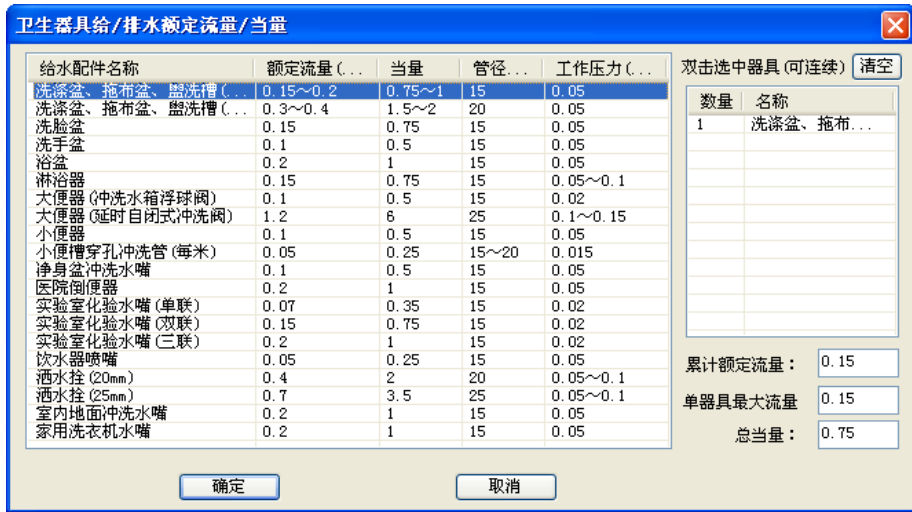 卫生器具给/排水额定流量/当量
给水配件名称 额定流量(... 当量 管径... 工作压力(...
洗涤盆、拖布盆、盥洗槽(... 0.15～0.2 0.75～1 15 0.05
洗涤盆、拖布盆、盥洗槽(... 0.3～0.4 1.5～2 20 0.05
洗脸盆 0.15 0.75 15 0.05
洗手盆 0.1 0.5 15 0.05
浴盆 0.2 1 15 0.05
淋浴器 0.15 0.75 15 0.05～0.1
大便器(冲洗水箱浮球阀) 0.1 0.5 15 0.02
大便器(延时自闭式冲洗阀) 1.2 6 25 0.1～0.15
小便器 0.1 0.5 15 0.05
小便槽穿孔冲洗管(每米) 0.05 0.25 15～20 0.015
净身盆冲洗水嘴 0.1 0.5 15 0.05
医院倒便器 0.2 1 15 0.05
实验室化验水嘴(单联) 0.07 0.35 15 0.02
实验室化验水嘴(双联) 0.15 0.75 15 0.02
实验室化验水嘴(三联) 0.2 1 15 0.02
饮水器喷嘴 0.05 0.25 15 0.05
洒水拴(20mm) 0.4 2 20 0.05～0.1
洒水拴(25mm) 0.7 3.5 25 0.05～0.1
室内地面冲洗水嘴 0.2 1 15 0.05
家用洗衣机水嘴 0.2 1 15 0.05
双击选中器具(可连续) 清空
数量 名称
1 洗涤盆、拖布...
累计额定流量： 0.15
单器具最大流量 0.15
总当量： 0.75
确定 取消